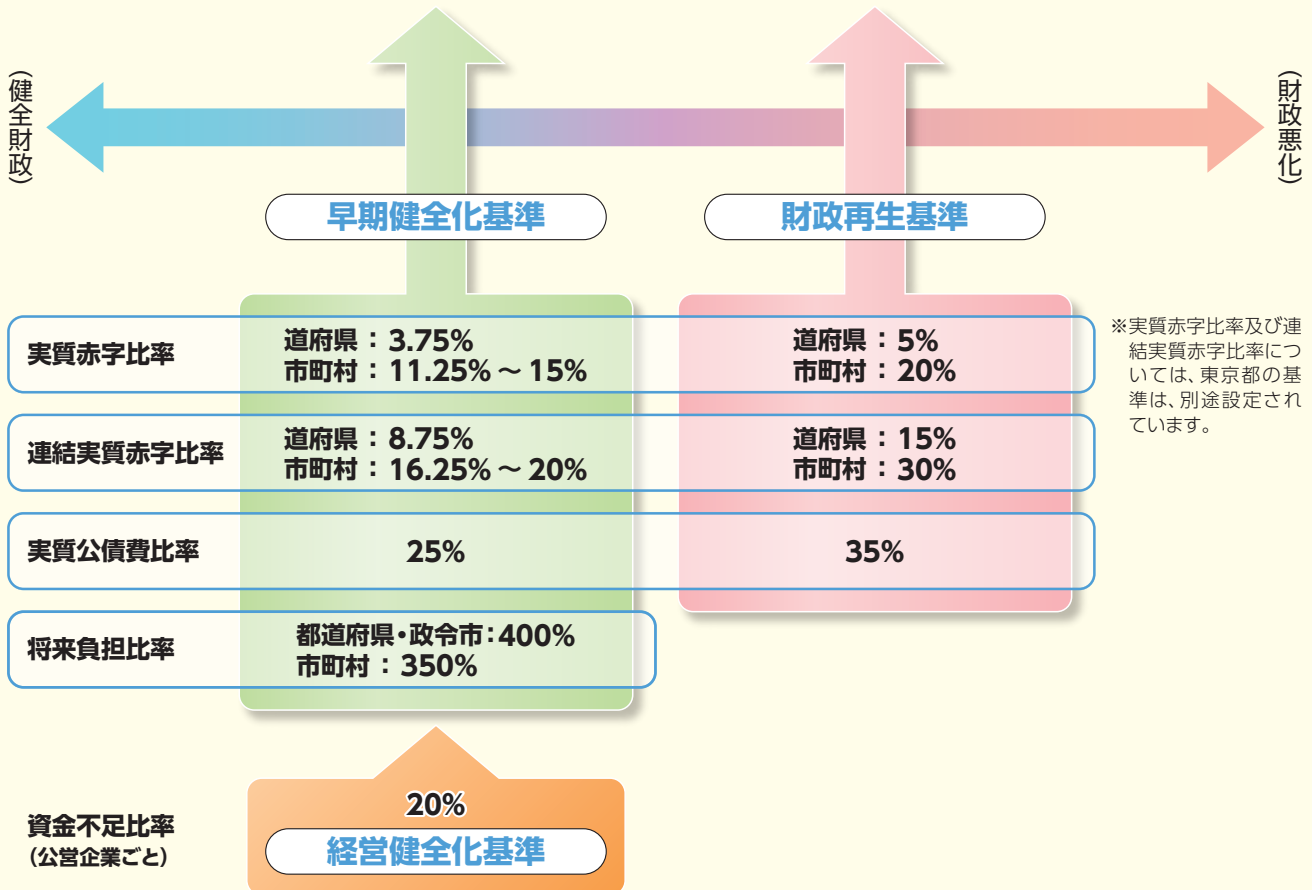 (健全財政)
(財政悪化)
早期健全化基準
財政再生基準
実質赤字比率
道府県：3.75%
市町村：11.25%～15%
道府県：5%
市町村：20%
※実質赤字比率及び連
結実質赤字比率につ
いては、東京都の基
準は、別途設定され
ています。
連結実質赤字比率
道府県：8.75%
市町村：16.25%～20%
道府県：15%
市町村：30%
実質公債費比率
25%
35%
将来負担比率
都道府県・政令市：400%
市町村：350%
資金不足比率
(公営企業ごと)
20%
経営健全化基準